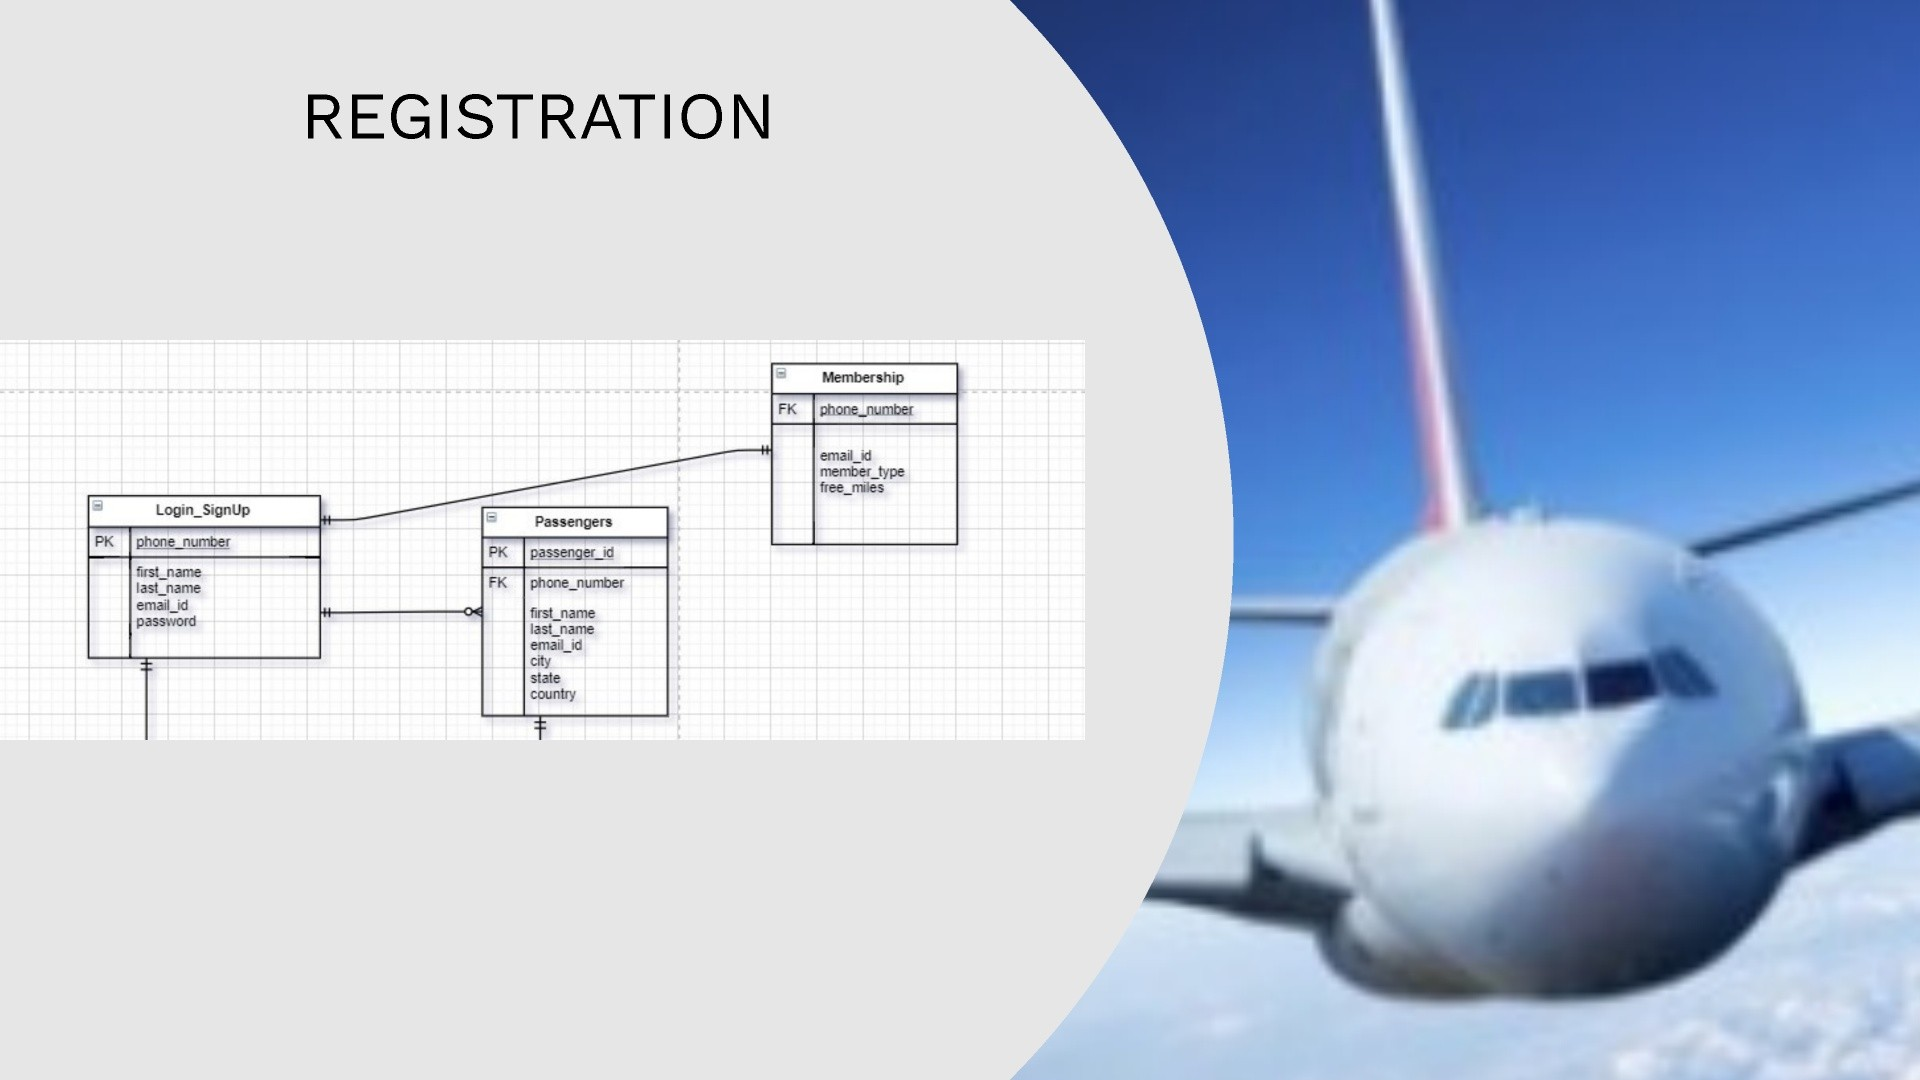 REGISTRATION
Membership
FK phone_number
email_id
member_type
free_miles
Login_SignUp
PK phone_number
first_name
last_name
email_id
password
Passengers
PK passenger_id
FK phone_number
first_name
last_name
email_id
city
state
country